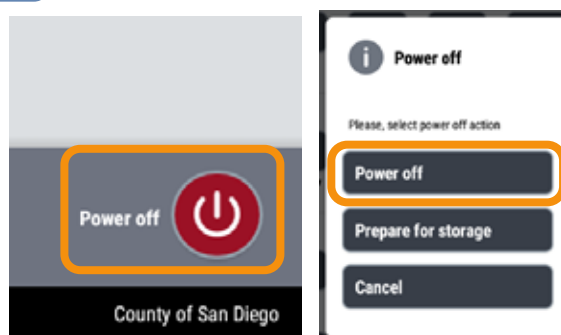 Power off
County of San Diego
Power off
Please, select power off action
Power off
Prepare for storage
Cancel